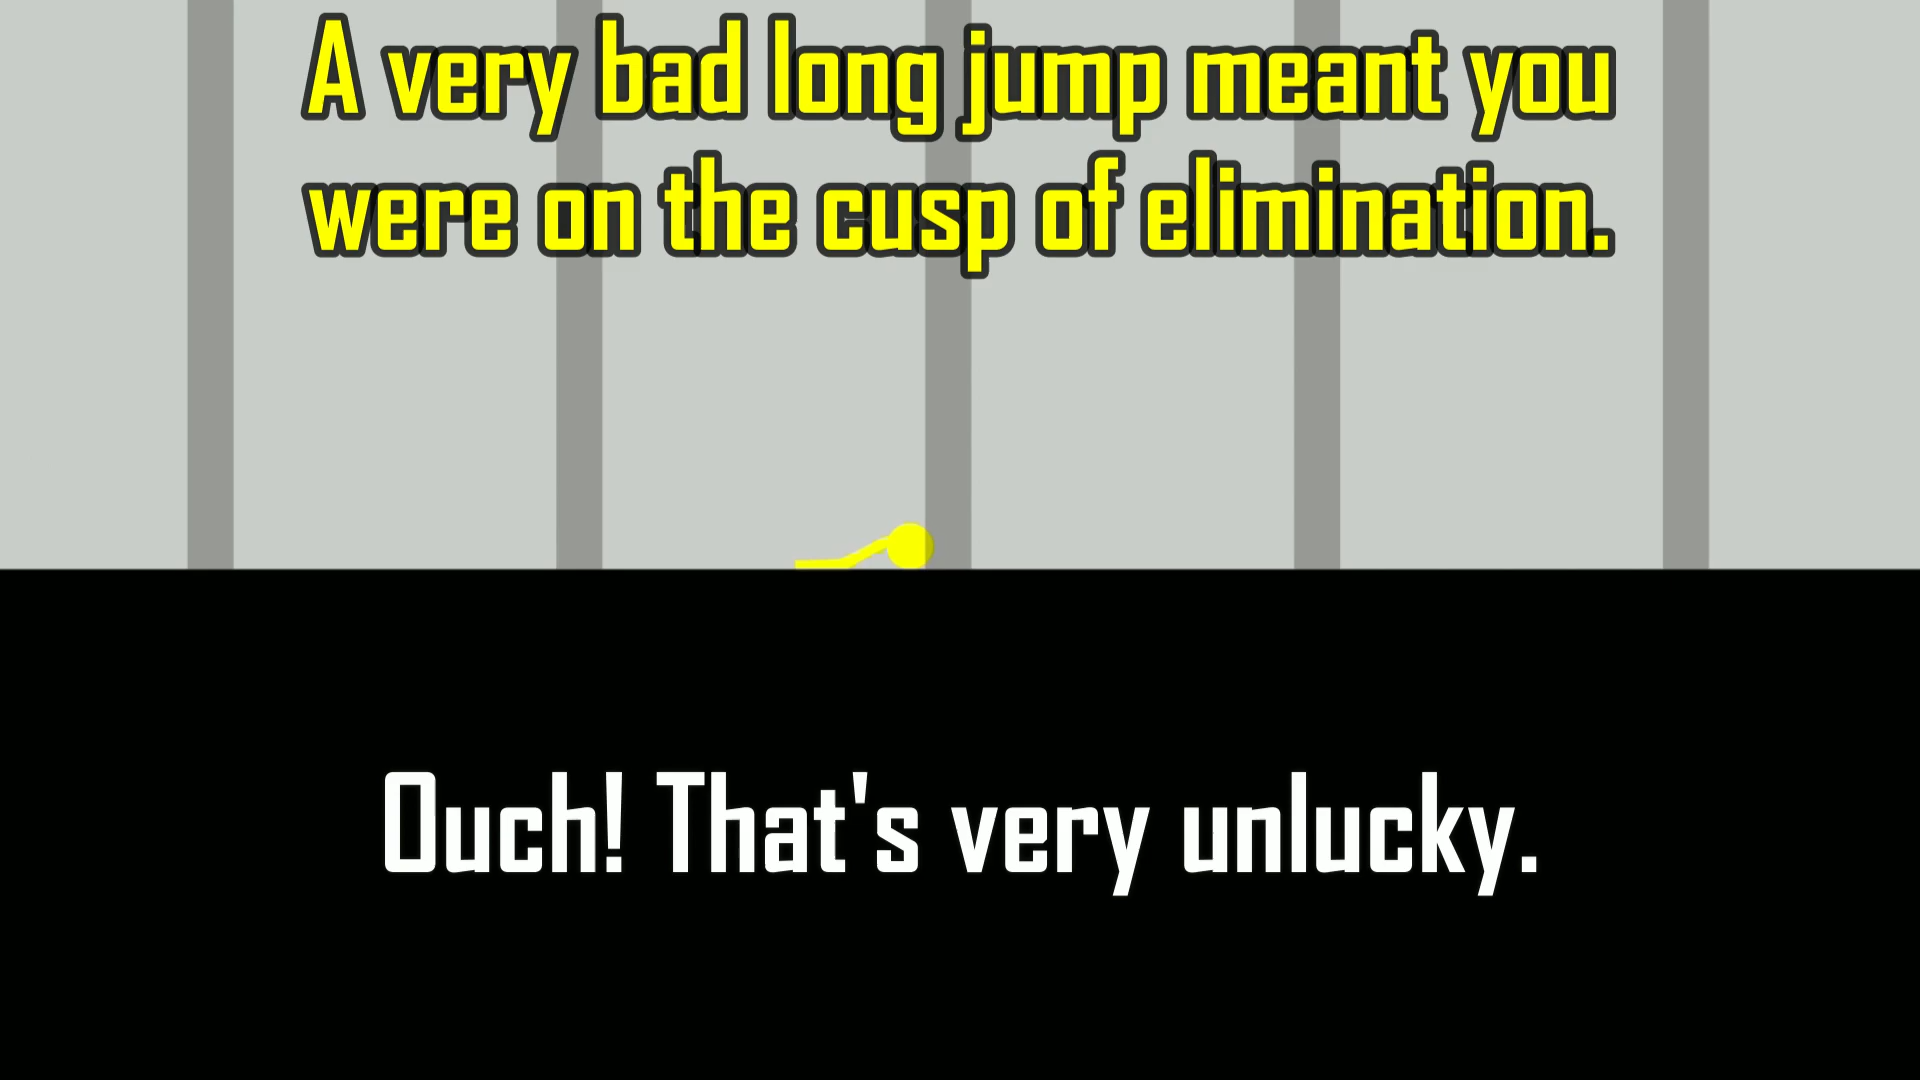 A very bad long jump meant you
were on the cusp of elimination.
Ouch! That's very unlucky.